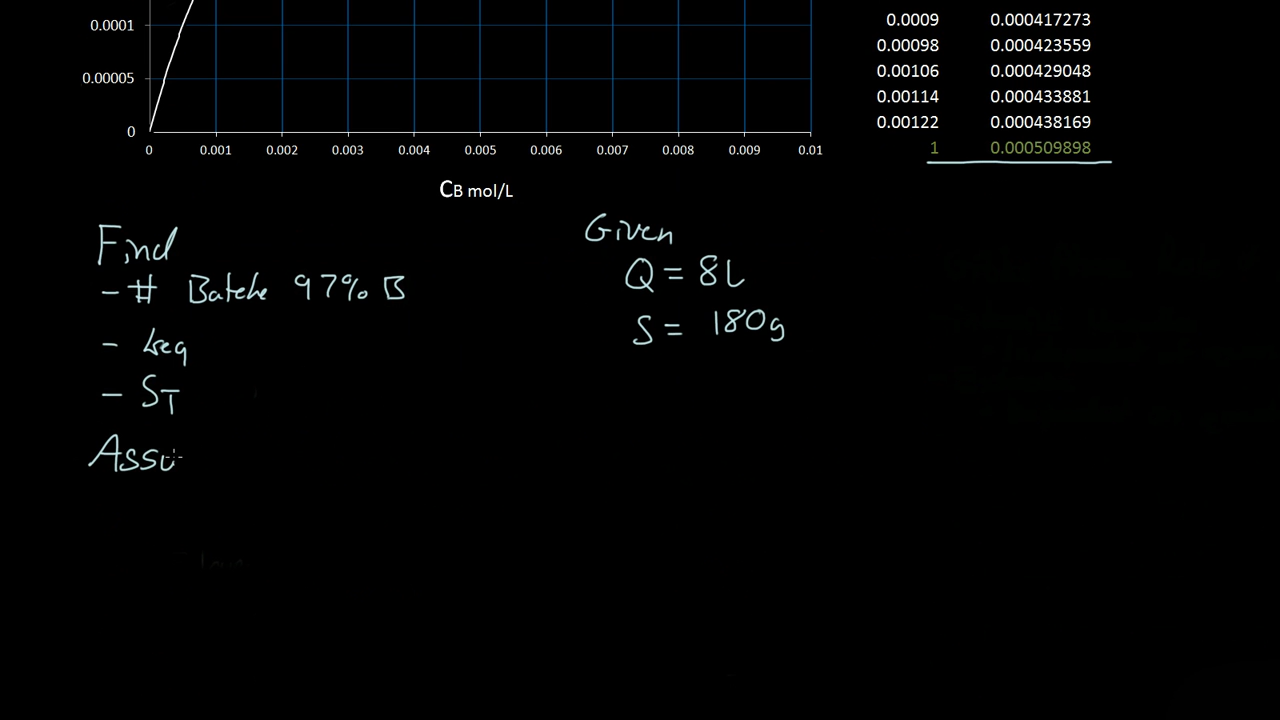 0.0001
0.00005
0
0 0.001 0.002 0.003 0.004 0.005 0.006 0.007 0.008 0.009 0.01
CB mol/L
0.0009 0.000417273
0.00098 0.000423559
0.00106 0.000429048
0.00114 0.000433881
0.00122 0.000438169
1 0.000509898
Find
- # Batche 97% B
- Leq
- ST
Assu
Given
Q = 8L
S = 180g